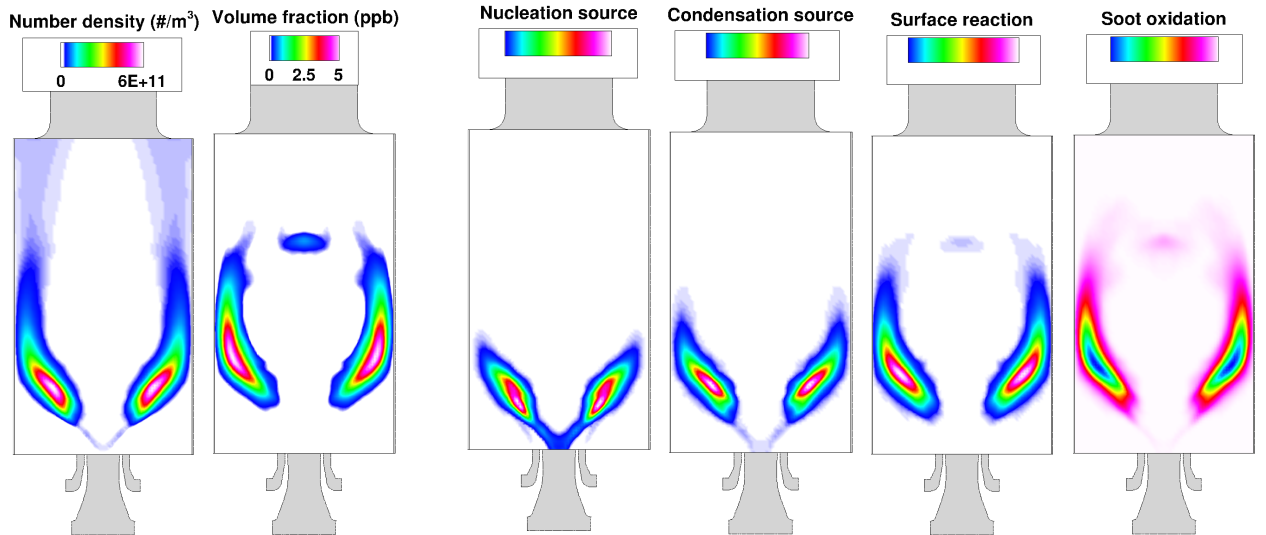 Number density (#/m³)
0 6E+11
Volume fraction (ppb)
0 2.5 5
Nucleation source
Condensation source
Surface reaction
Soot oxidation